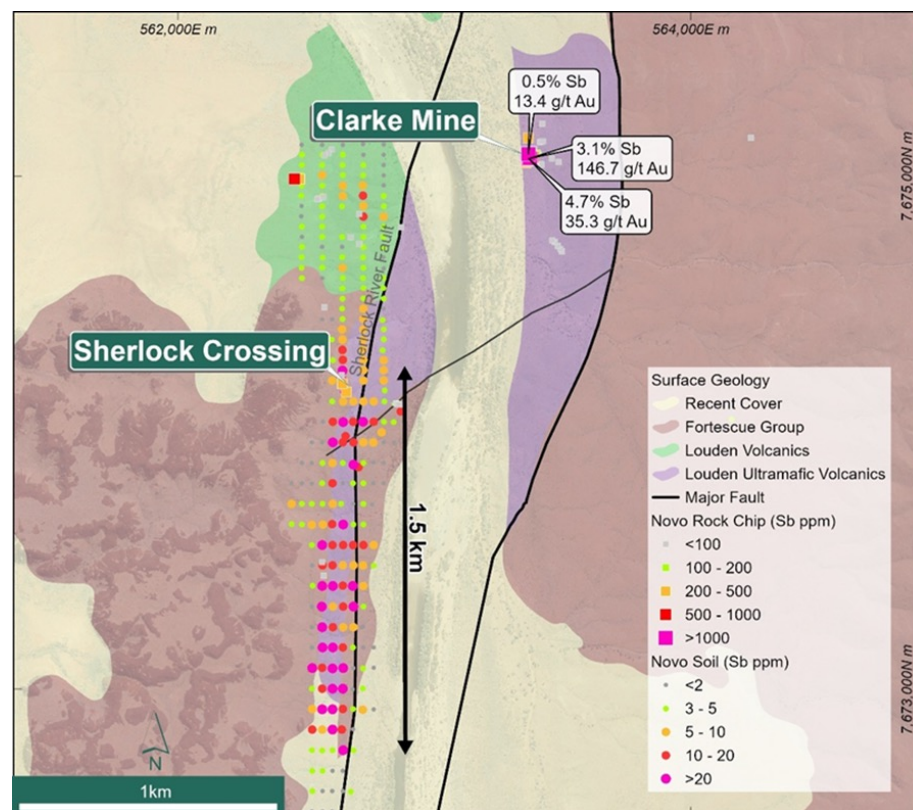 562,000E m
564,000E m
0.5% Sb
13.4 g/t Au
Clarke Mine
3.1% Sb
146.7 g/t Au
4.7% Sb
35.3 g/t Au
7,675,000N m
Sherlock River Fault
Sherlock Crossing
1.5 km
Surface Geology
Recent Cover
Fortescue Group
Louden Volcanics
Louden Ultramafic Volcanics
Major Fault
Novo Rock Chip (Sb ppm)
<100
100 - 200
200 - 500
500 - 1000
>1000
Novo Soil (Sb ppm)
<2
3 - 5
5 - 10
10 - 20
>20
7,673,000N m
N
1km